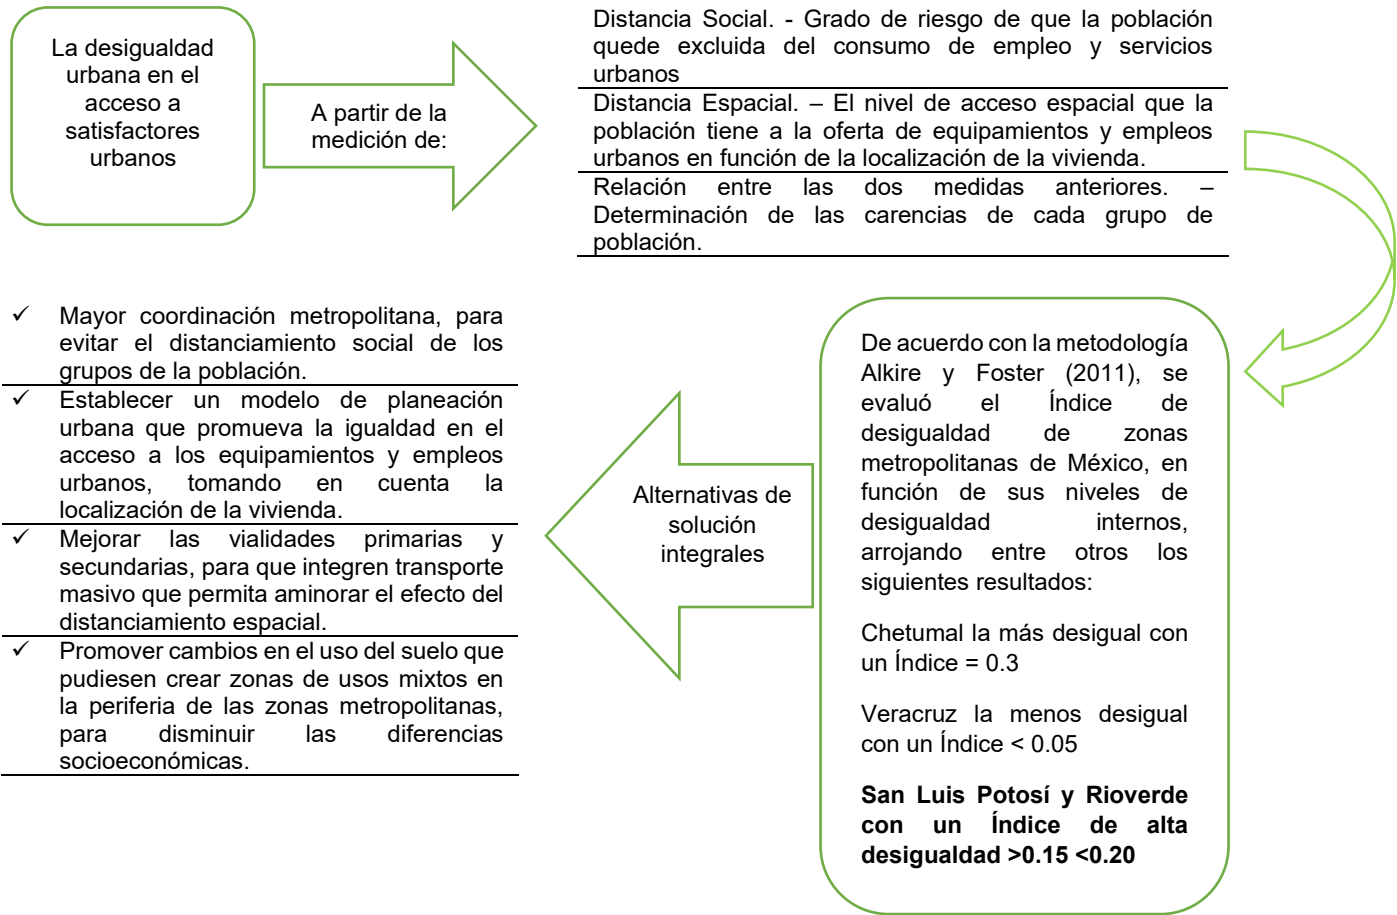 La desigualdad
urbana en el
acceso a
satisfactores
urbanos
A partir de la
medición de:
Distancia Social. - Grado de riesgo de que la población
quede excluida del consumo de empleo y servicios
urbanos
Distancia Espacial. – El nivel de acceso espacial que la
población tiene a la oferta de equipamientos y empleos
urbanos en función de la localización de la vivienda.
Relación entre las dos medidas anteriores. –
Determinación de las carencias de cada grupo de
población.
De acuerdo con la metodología
Alkire y Foster (2011), se
evaluó el Índice de
desigualdad de zonas
metropolitanas de México, en
función de sus niveles de
desigualdad internos,
arrojando entre otros los
siguientes resultados:
Chetumal la más desigual con
un Índice = 0.3
Veracruz la menos desigual
con un Índice < 0.05
San Luis Potosí y Rioverde
con un Índice de alta
desigualdad >0.15 <0.20
Alternativas de
solución
integrales
✓ Mayor coordinación metropolitana, para
evitar el distanciamiento social de los
grupos de la población.
✓ Establecer un modelo de planeación
urbana que promueva la igualdad en el
acceso a los equipamientos y empleos
urbanos, tomando en cuenta la
localización de la vivienda.
✓ Mejorar las vialidades primarias y
secundarias, para que integren transporte
masivo que permita aminorar el efecto del
distanciamiento espacial.
✓ Promover cambios en el uso del suelo que
pudiesen crear zonas de usos mixtos en
la periferia de las zonas metropolitanas,
para disminuir las diferencias
socioeconómicas.